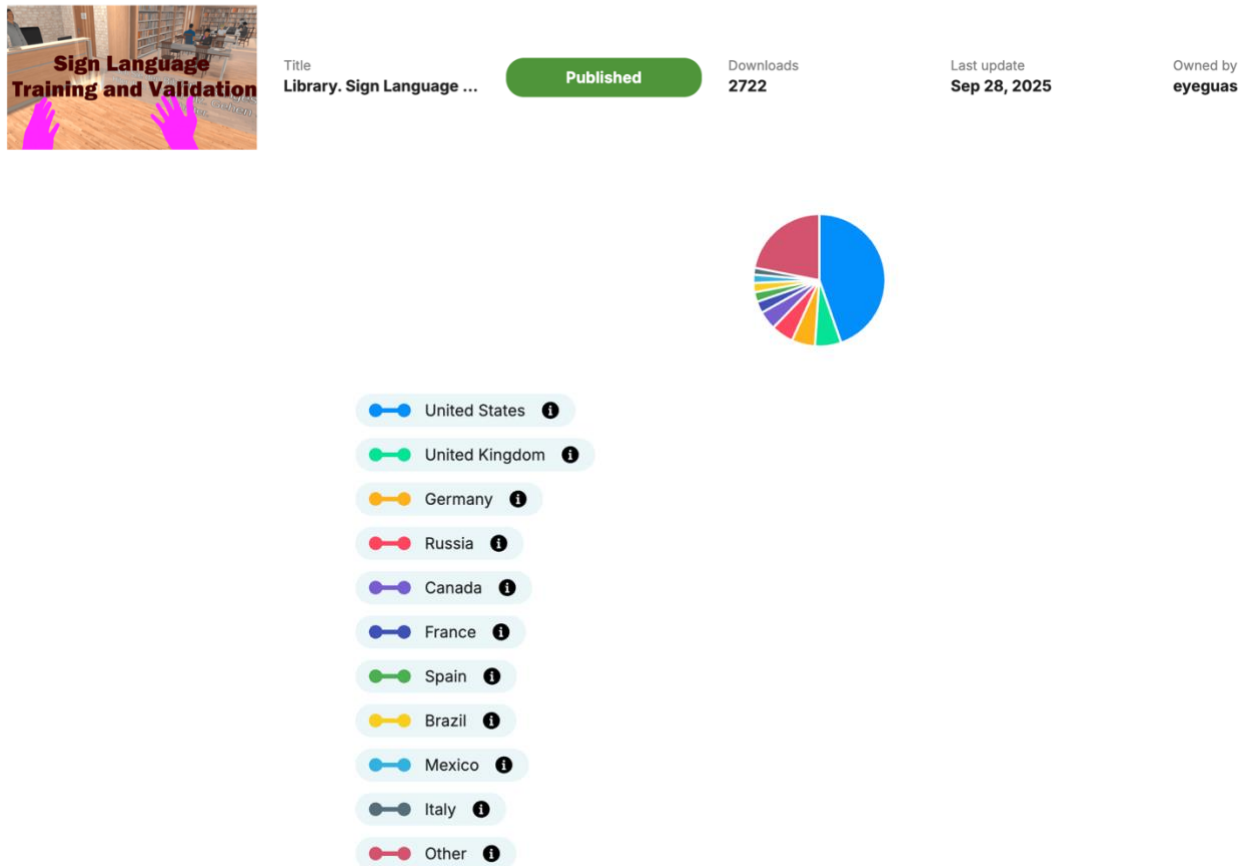 Sign Language
Training and Validation
Title
Library. Sign Language ...
Published
Downloads
2722
Last update
Sep 28, 2025
Owned by
eyeguas
United States
United Kingdom
Germany
Russia
Canada
France
Spain
Brazil
Mexico
Italy
Other